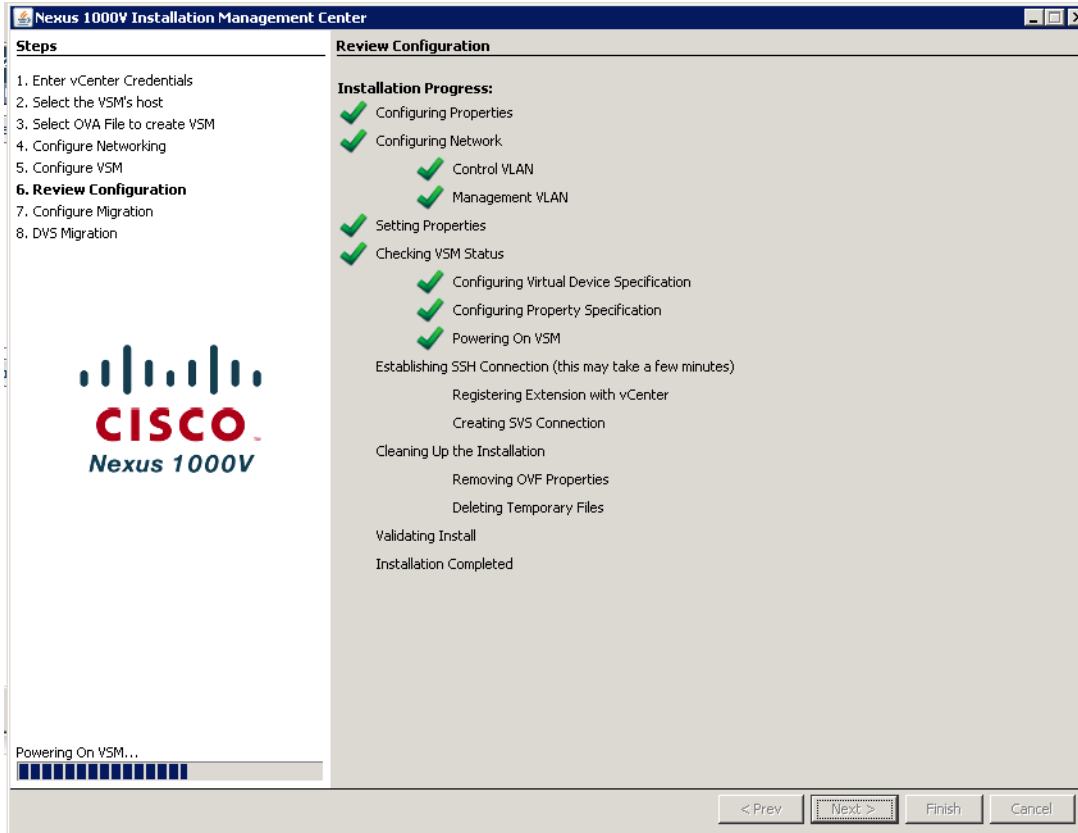 Nexus 1000V Installation Management Center
Steps
1. Enter vCenter Credentials
2. Select the VSM's host
3. Select OVA File to create VSM
4. Configure Networking
5. Configure VSM
6. Review Configuration
7. Configure Migration
8. DVS Migration
CISCO
Nexus 1000V
Powering On VSM...
Review Configuration
Installation Progress:
Configuring Properties
Configuring Network
Control VLAN
Management VLAN
Setting Properties
Checking VSM Status
Configuring Virtual Device Specification
Configuring Property Specification
Powering On VSM
Establishing SSH Connection (this may take a few minutes)
Registering Extension with vCenter
Creating SVS Connection
Cleaning Up the Installation
Removing OVF Properties
Deleting Temporary Files
Validating Install
Installation Completed
< Prev
Next >
Finish
Cancel